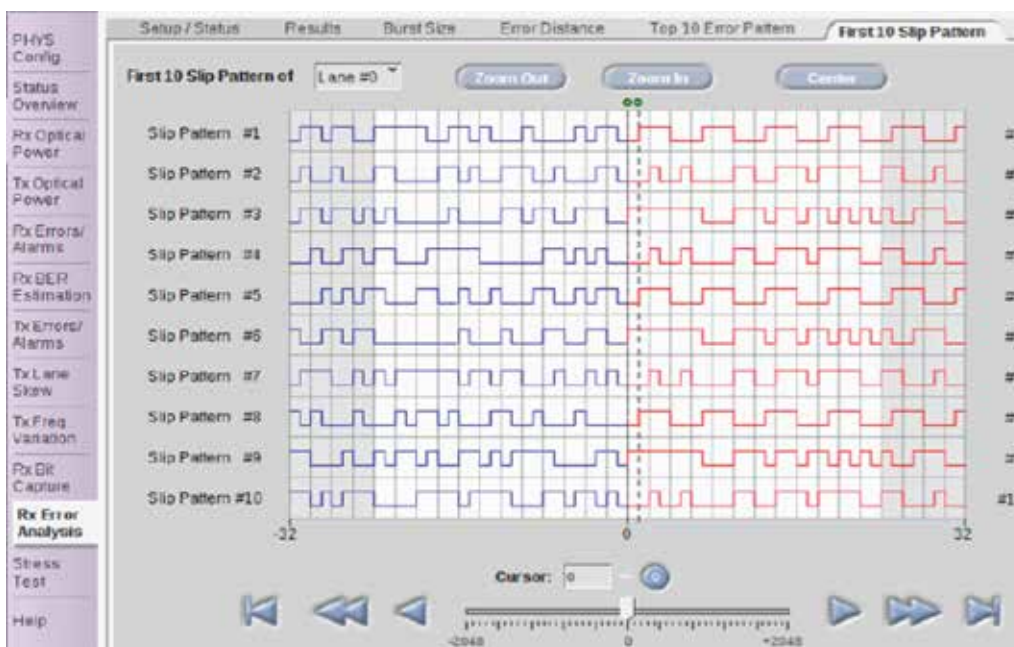 Setup / Status
Results
Burst Size
Error Distance
Top 10 Error Pattern
First 10 Slip Pattern
PHYS
Config
Status
Overview
Rx Optical
Power
Tx Optical
Power
Rx Errors/
Alarms
Rx BER
Estimation
Tx Errors/
Alarms
Tx Lane
Skew
Tx Freq
Variation
Rx Bit
Capture
Rx Error
Analysis
Stress
Test
Help
First 10 Slip Pattern of
Lane #0
Zoom Out
Zoom In
Center
Slip Pattern #1
Slip Pattern #2
Slip Pattern #3
Slip Pattern #4
Slip Pattern #5
Slip Pattern #6
Slip Pattern #7
Slip Pattern #8
Slip Pattern #9
Slip Pattern #10
#1
-32
0
32
Cursor: 0
-2048
0
+2048